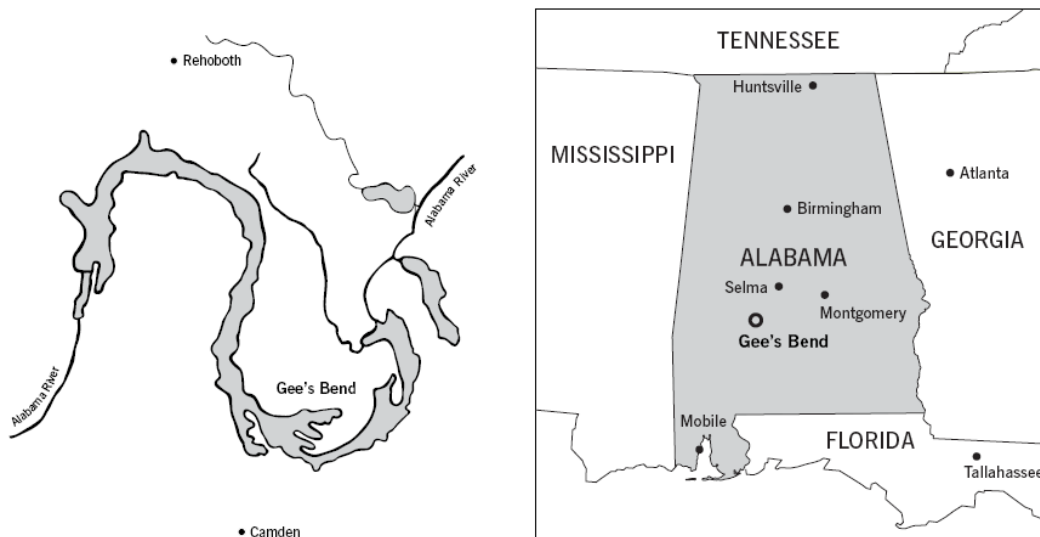 Rehoboth
Alabama River
Gee's Bend
Alabama River
Camden
TENNESSEE
Huntsville
MISSISSIPPI
Atlanta
Birmingham
GEORGIA
ALABAMA
Selma
Montgomery
Gee's Bend
Mobile
FLORIDA
Tallahassee